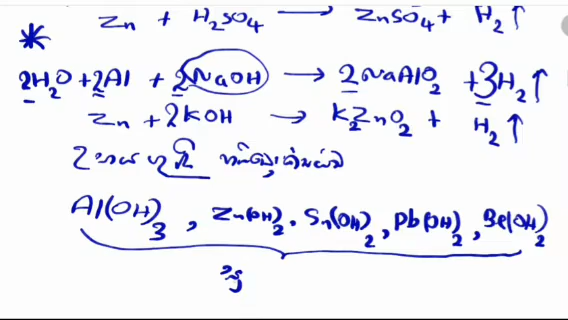 Zn + H₂SO₄ → ZnSO₄ + H₂↑
*
2H₂O + 2Al + 2NaOH → 2NaAlO₂ + 3H₂↑
Zn + 2KOH → K₂ZnO₂ + H₂↑
2
Al(OH)₃, Zn(OH)₂, Sn(OH)₂, Pb(OH)₂, Be(OH)₂